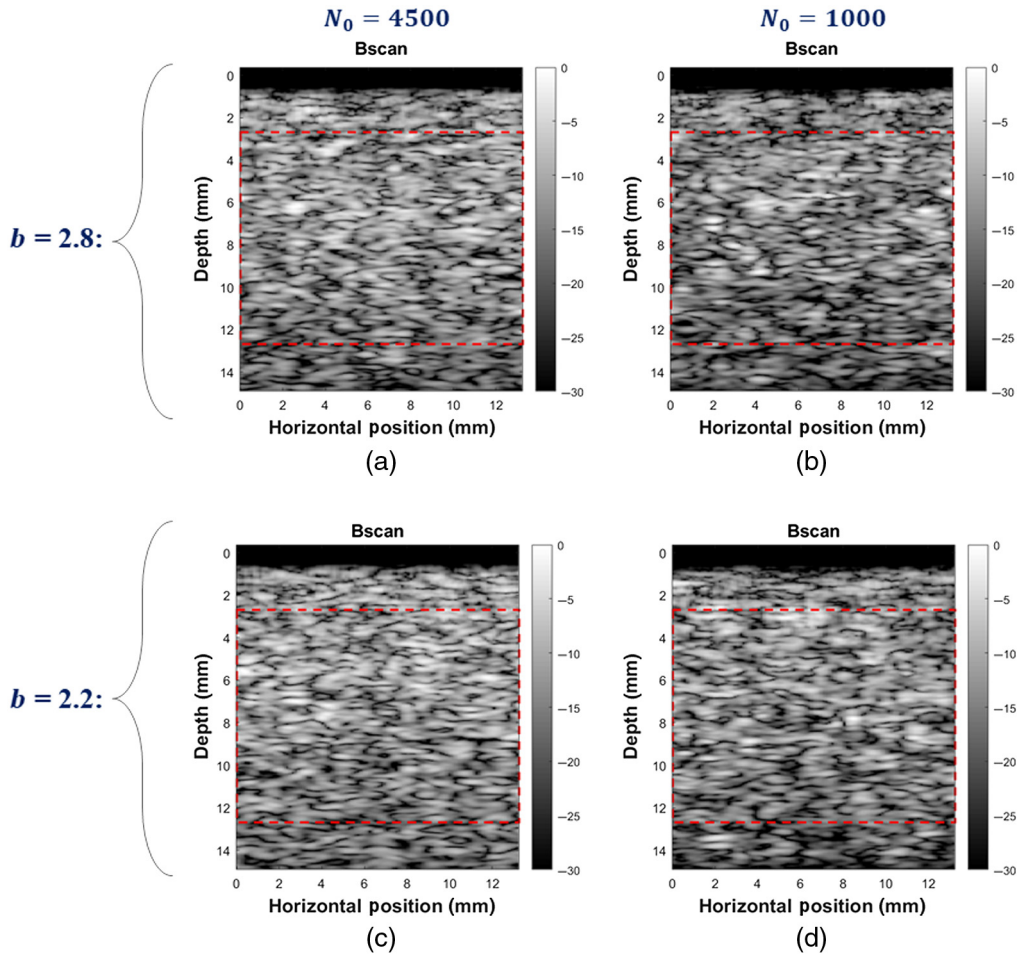 N₀ = 4500
N₀ = 1000
Bscan
Bscan
b = 2.8:
Depth (mm)
0
2
4
6
8
10
12
14
0 2 4 6 8 10 12
Horizontal position (mm)
0
−5
−10
−15
−20
−25
−30
(a)
Depth (mm)
0
2
4
6
8
10
12
14
0 2 4 6 8 10 12
Horizontal position (mm)
0
−5
−10
−15
−20
−25
−30
(b)
Bscan
Bscan
b = 2.2:
Depth (mm)
0
2
4
6
8
10
12
14
0 2 4 6 8 10 12
Horizontal position (mm)
0
−5
−10
−15
−20
−25
−30
(c)
Depth (mm)
0
2
4
6
8
10
12
14
0 2 4 6 8 10 12
Horizontal position (mm)
0
−5
−10
−15
−20
−25
−30
(d)